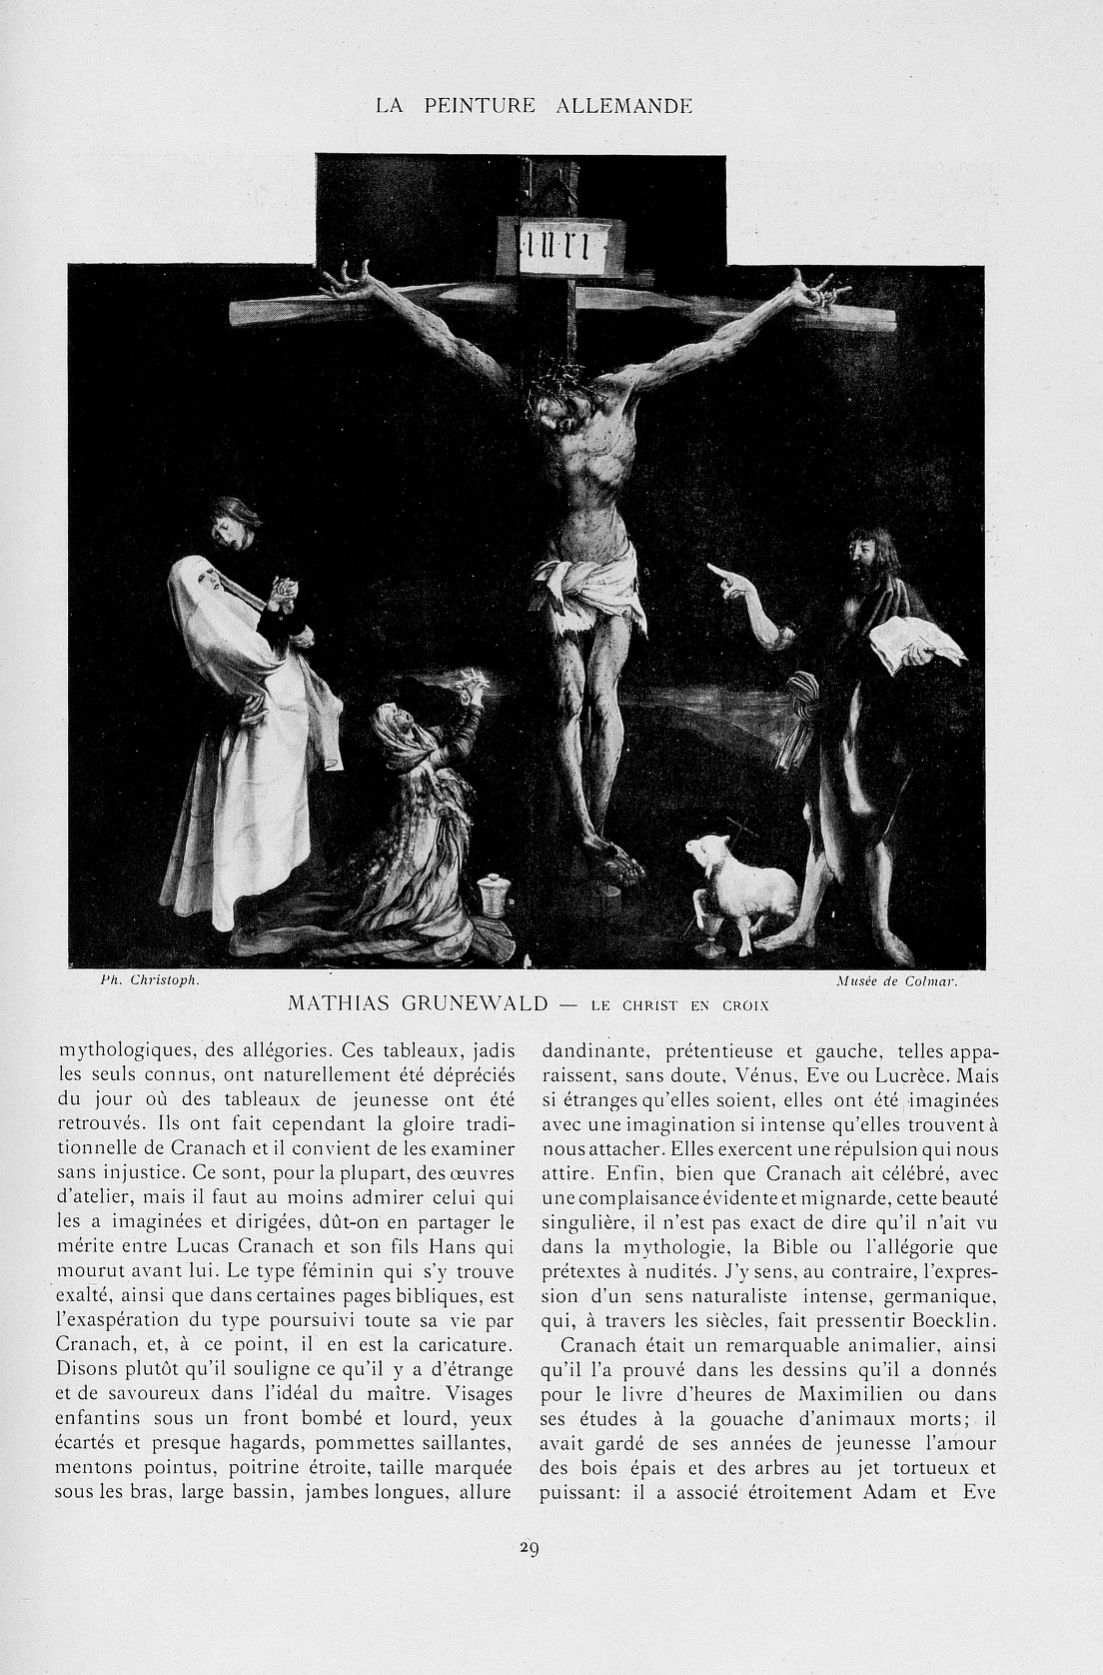 LA PEINTURE ALLEMANDE
INRI
Ph. Christoph.
Musée de Colmar.
MATHIAS GRUNEWALD — LE CHRIST EN CROIX
mythologiques, des allégories. Ces tableaux, jadis
les seuls connus, ont naturellement été dépréciés
du jour où des tableaux de jeunesse ont été
retrouvés. Ils ont fait cependant la gloire tradi-
tionnelle de Cranach et il convient de les examiner
sans injustice. Ce sont, pour la plupart, des œuvres
d'atelier, mais il faut au moins admirer celui qui
les a imaginées et dirigées, dût-on en partager le
mérite entre Lucas Cranach et son fils Hans qui
mourut avant lui. Le type féminin qui s'y trouve
exalté, ainsi que dans certaines pages bibliques, est
l'exaspération du type poursuivi toute sa vie par
Cranach, et, à ce point, il en est la caricature.
Disons plutôt qu'il souligne ce qu'il y a d'étrange
et de savoureux dans l'idéal du maître. Visages
enfantins sous un front bombé et lourd, yeux
écartés et presque hagards, pommettes saillantes,
mentons pointus, poitrine étroite, taille marquée
sous les bras, large bassin, jambes longues, allure
dandinante, prétentieuse et gauche, telles appa-
raissent, sans doute, Vénus, Eve ou Lucrèce. Mais
si étranges qu'elles soient, elles ont été imaginées
avec une imagination si intense qu'elles trouvent à
nous attacher. Elles exercent une répulsion qui nous
attire. Enfin, bien que Cranach ait célébré, avec
une complaisance évidente et mignarde, cette beauté
singulière, il n'est pas exact de dire qu'il n'ait vu
dans la mythologie, la Bible ou l'allégorie que
prétextes à nudités. J'y sens, au contraire, l'expres-
sion d'un sens naturaliste intense, germanique,
qui, à travers les siècles, fait pressentir Boecklin.
Cranach était un remarquable animalier, ainsi
qu'il l'a prouvé dans les dessins qu'il a donnés
pour le livre d'heures de Maximilien ou dans
ses études à la gouache d'animaux morts; il
avait gardé de ses années de jeunesse l'amour
des bois épais et des arbres au jet tortueux et
puissant: il a associé étroitement Adam et Eve
29